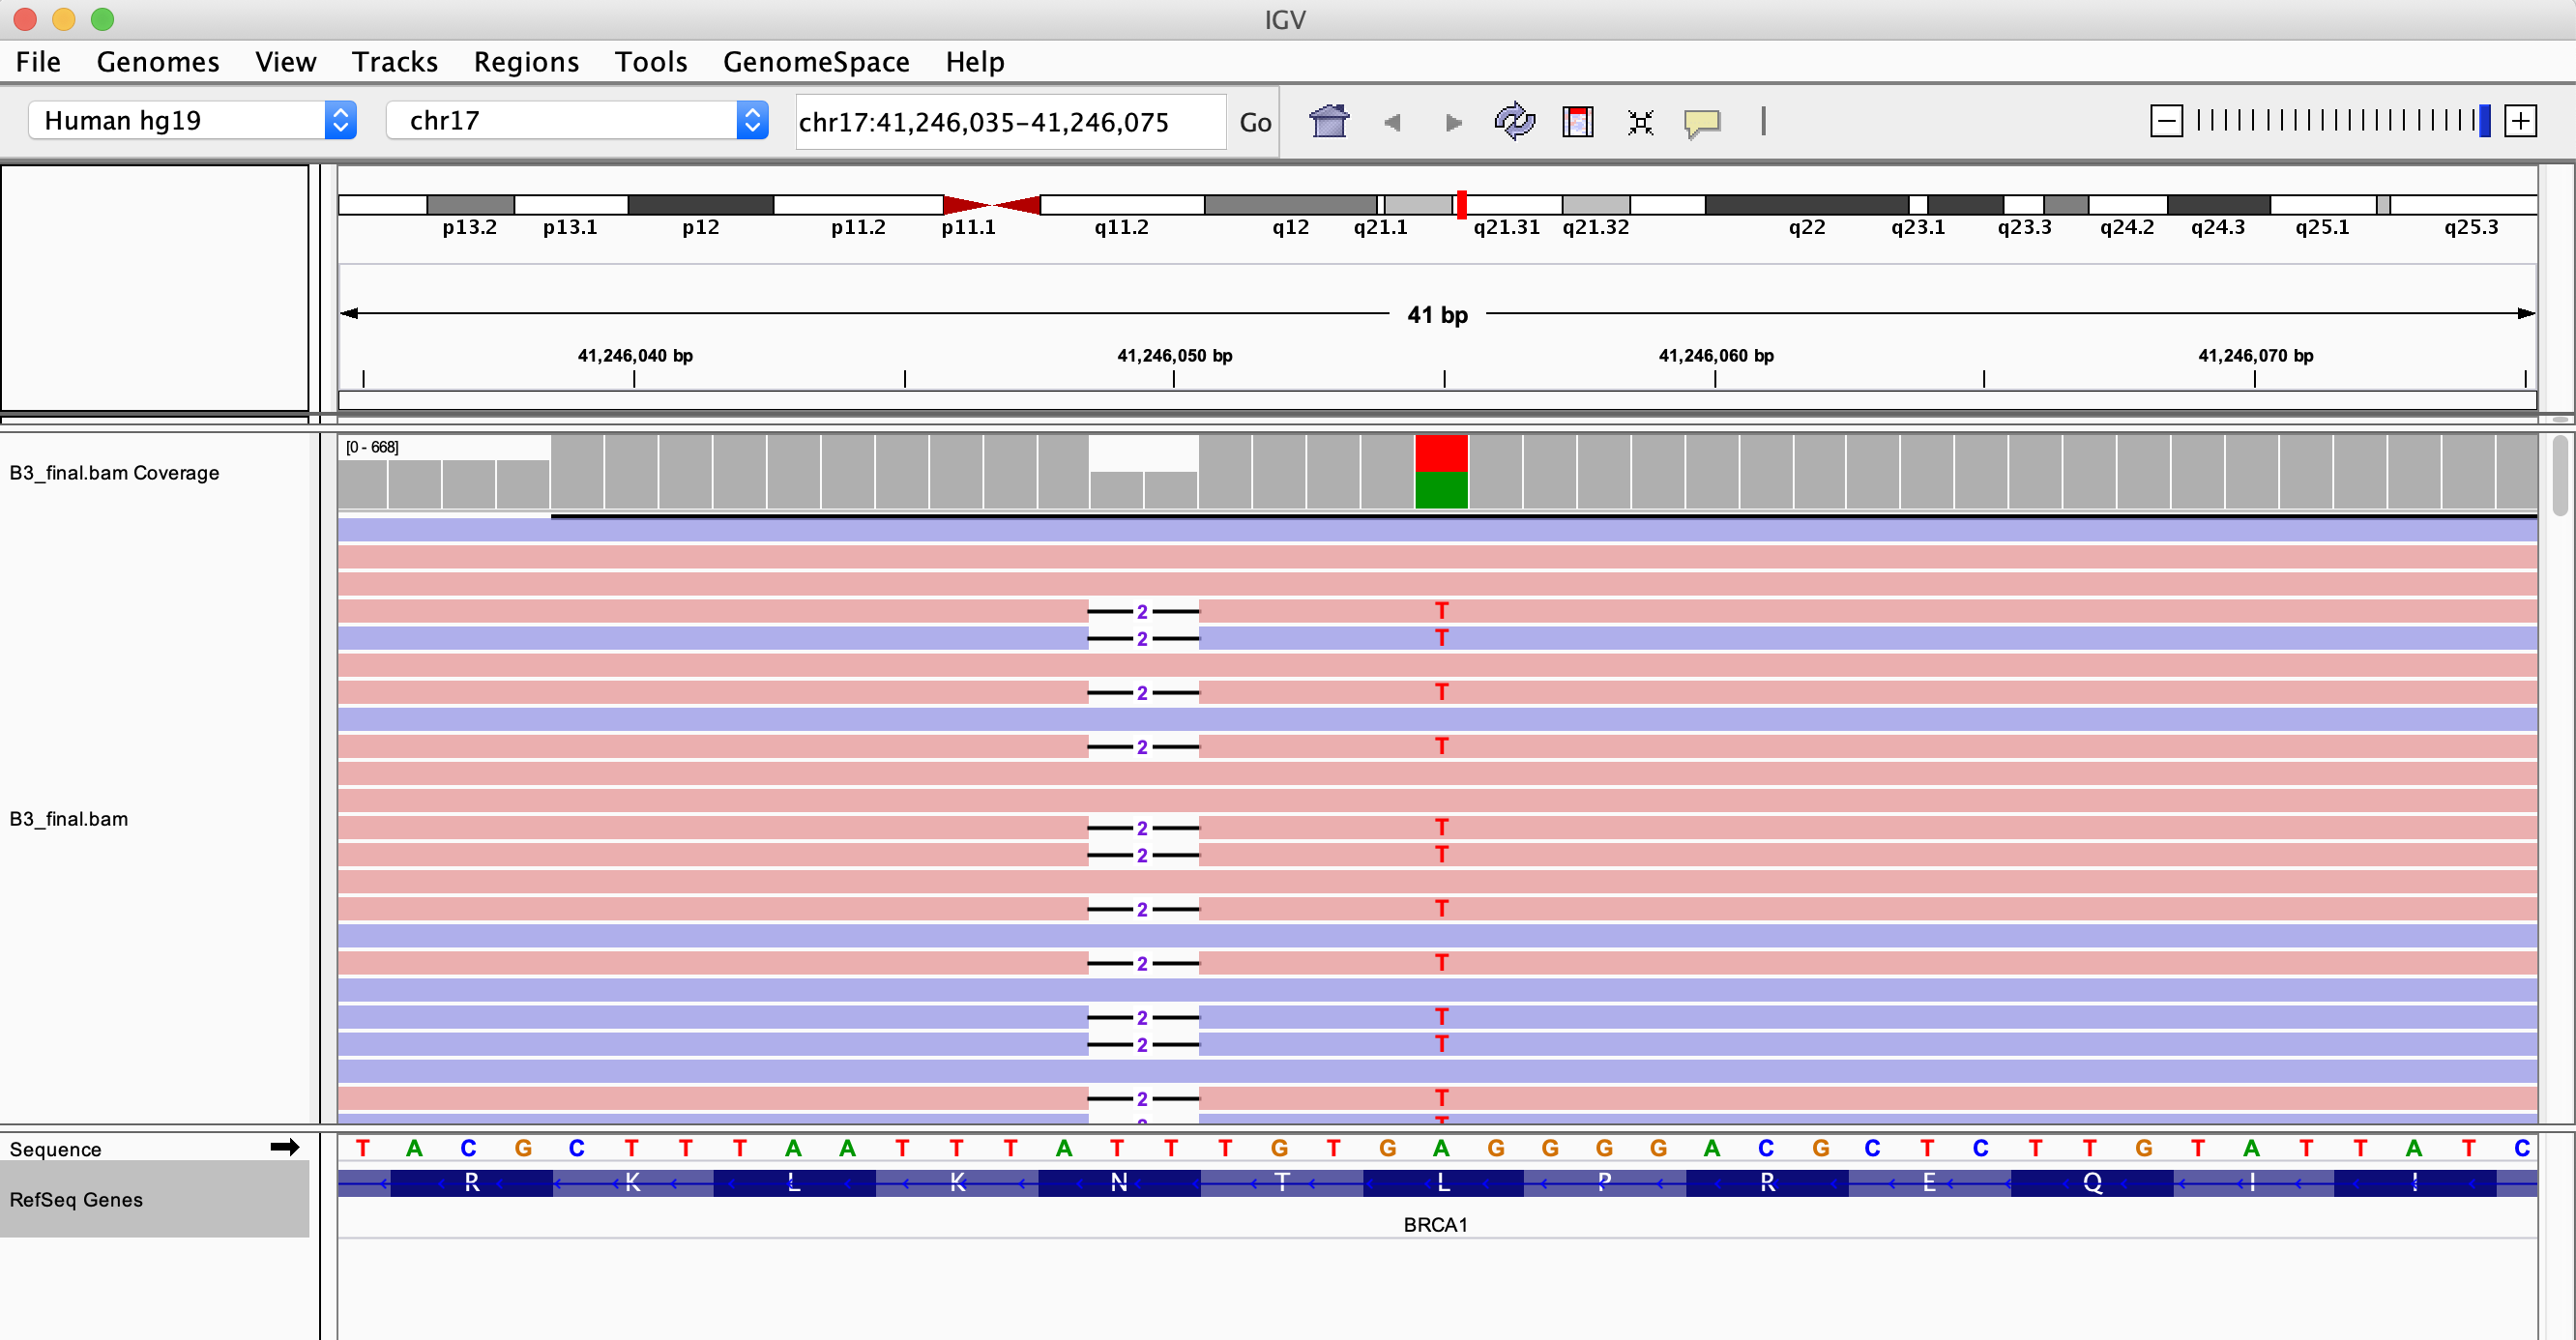 IGV
File Genomes View Tracks Regions Tools GenomeSpace Help
Human hg19 chr17 chr17:41,246,035-41,246,075 Go
p13.2 p13.1 p12 p11.2 p11.1 q11.2 q12 q21.1 q21.31 q21.32 q22 q23.1 q23.3 q24.2 q24.3 q25.1 q25.3
41 bp
41,246,040 bp 41,246,050 bp 41,246,060 bp 41,246,070 bp
[0 - 668]
B3_final.bam Coverage
2 T
2 T
2 T
2 T
B3_final.bam
2 T
2 T
2 T
2 T
2 T
2 T
2 T
2 T
Sequence T A C G C T T T A A T T T A T T T G T G A G G G G A C G C T C T T G T A T T A T C
R K L K N T L P R E Q I I
RefSeq Genes
BRCA1